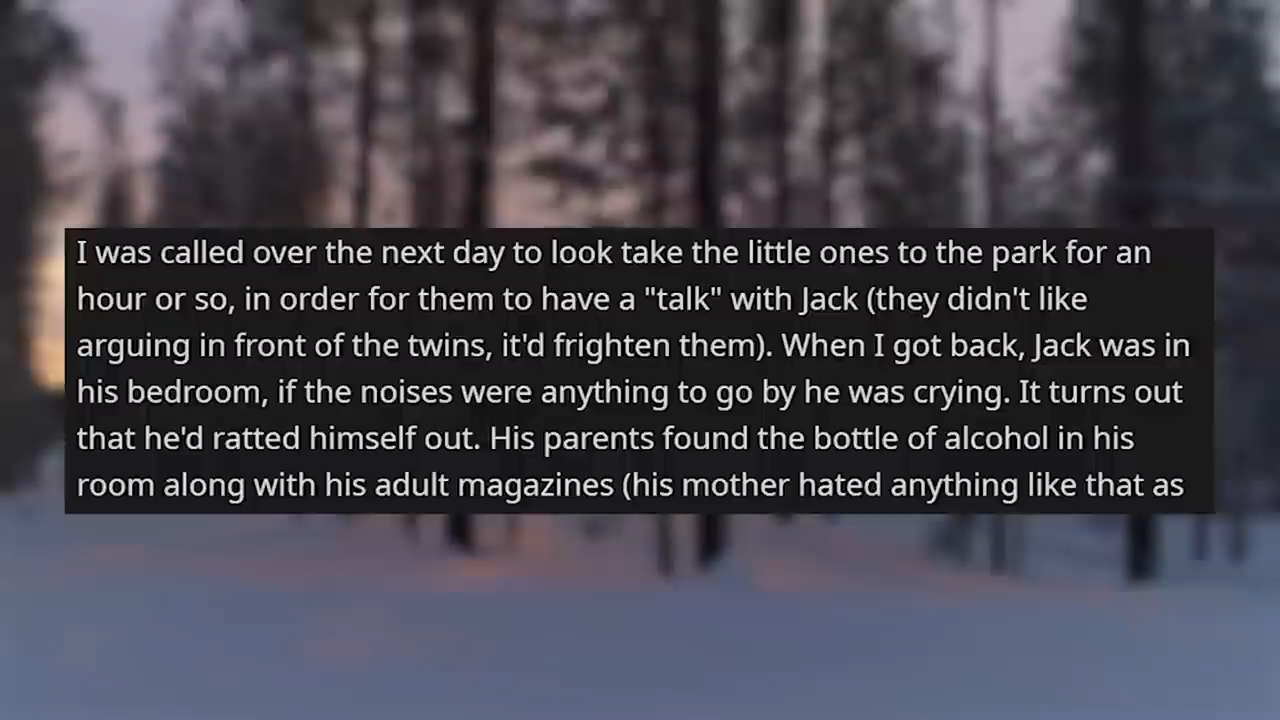 I was called over the next day to look take the little ones to the park for an
hour or so, in order for them to have a "talk" with Jack (they didn't like
arguing in front of the twins, it'd frighten them). When I got back, Jack was in
his bedroom, if the noises were anything to go by he was crying. It turns out
that he'd ratted himself out. His parents found the bottle of alcohol in his
room along with his adult magazines (his mother hated anything like that as